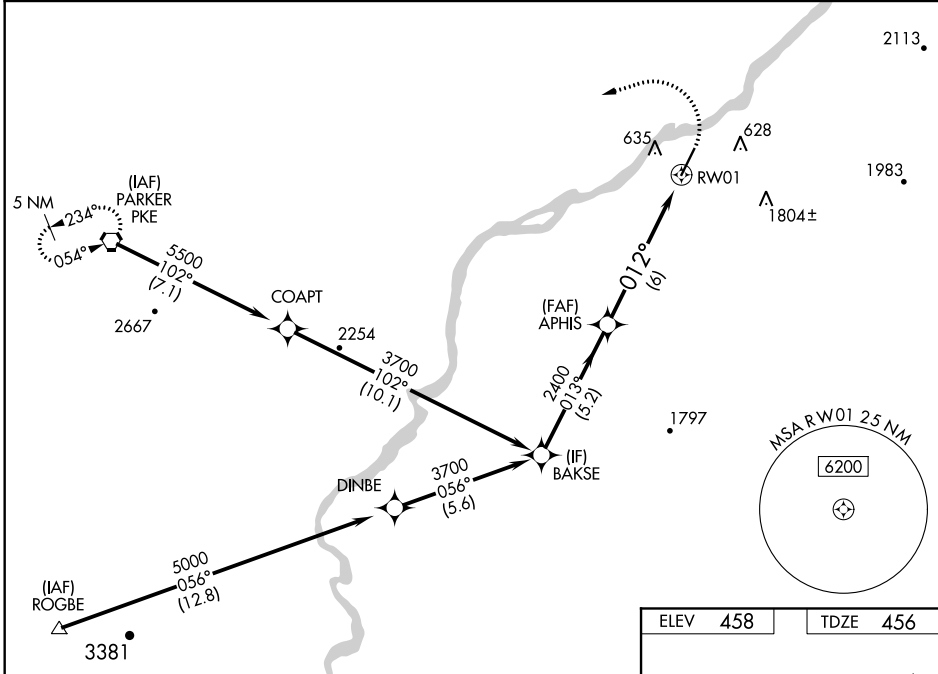 2113
635
628
1983
RW01
1804±
(IAF)
PARKER
PKE
5 NM
234°
054°
5500
102°
(7.1)
COAPT
2667
2254
3700
102°
(10.1)
012°
(6)
(FAF)
APHIS
2400
013°
(5.2)
1797
(IF)
BAKSE
DINBE
3700
056°
(5.6)
MSA RW01 25 NM
6200
5000
056°
(12.8)
(IAF)
ROGBE
3381
ELEV 458
TDZE 456